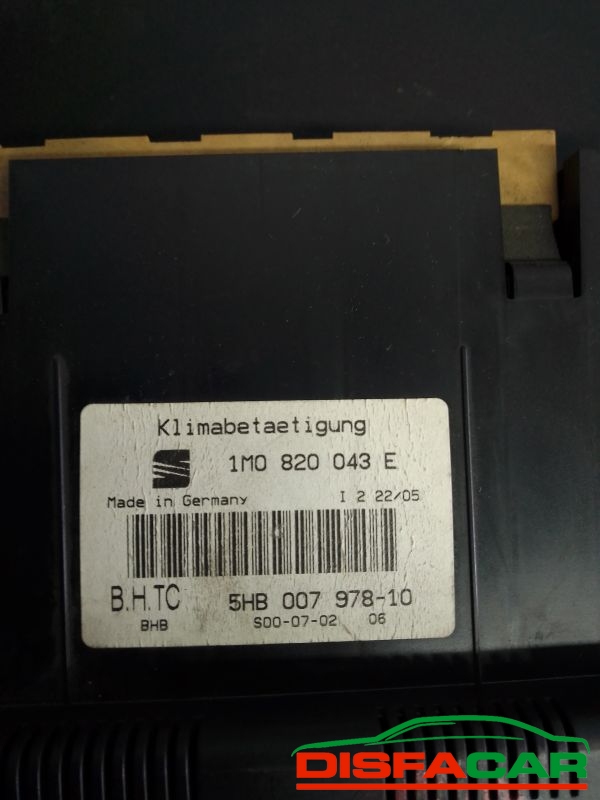 Klimabetaetigung
1M0 820 043 E
Made in Germany I 2 22/05
B.H.TC 5HB 007 978-10
BHB S00-07-02 06
DISFACAR